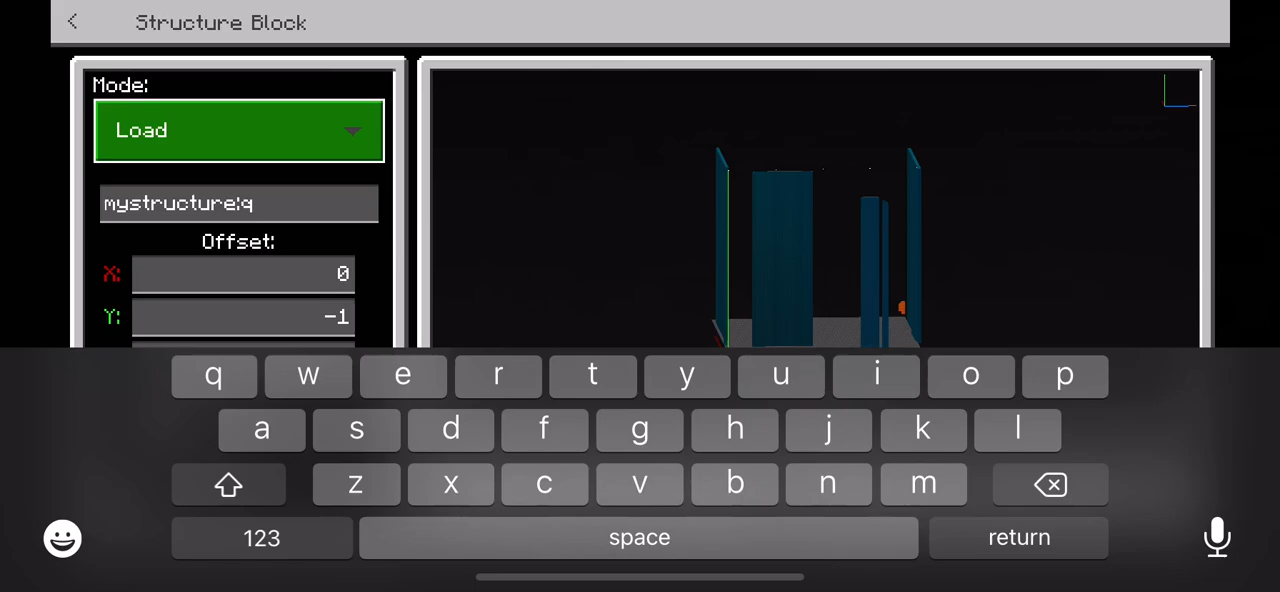 Structure Block
Mode:
Load
mystructure:q
Offset:
X: 0
Y: -1
q w e r t y u i o p
a s d f g h j k l
z x c v b n m
123 space return